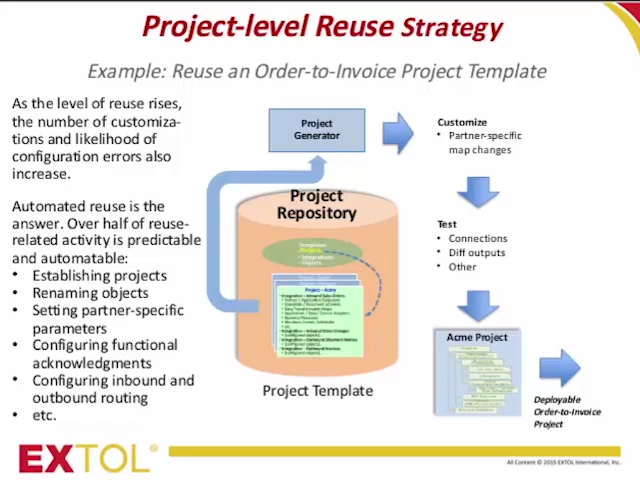 Project-level Reuse Strategy
Example: Reuse an Order-to-Invoice Project Template
As the level of reuse rises,
the number of customiza-
tions and likelihood of
configuration errors also
increase.
Automated reuse is the
answer. Over half of reuse-
related activity is predictable
and automatable:
• Establishing projects
• Renaming objects
• Setting partner-specific
parameters
• Configuring functional
acknowledgments
• Configuring inbound and
outbound routing
• etc.
Project
Generator
Project
Repository
Templates
• Projects
• Integrations
• Objects
Project – Acme
Project Template
Customize
• Partner-specific
map changes
Test
• Connections
• Diff outputs
• Other
Acme Project
Deployable
Order-to-Invoice
Project
EXTOL®
All Content © 2015 EXTOL International, Inc.